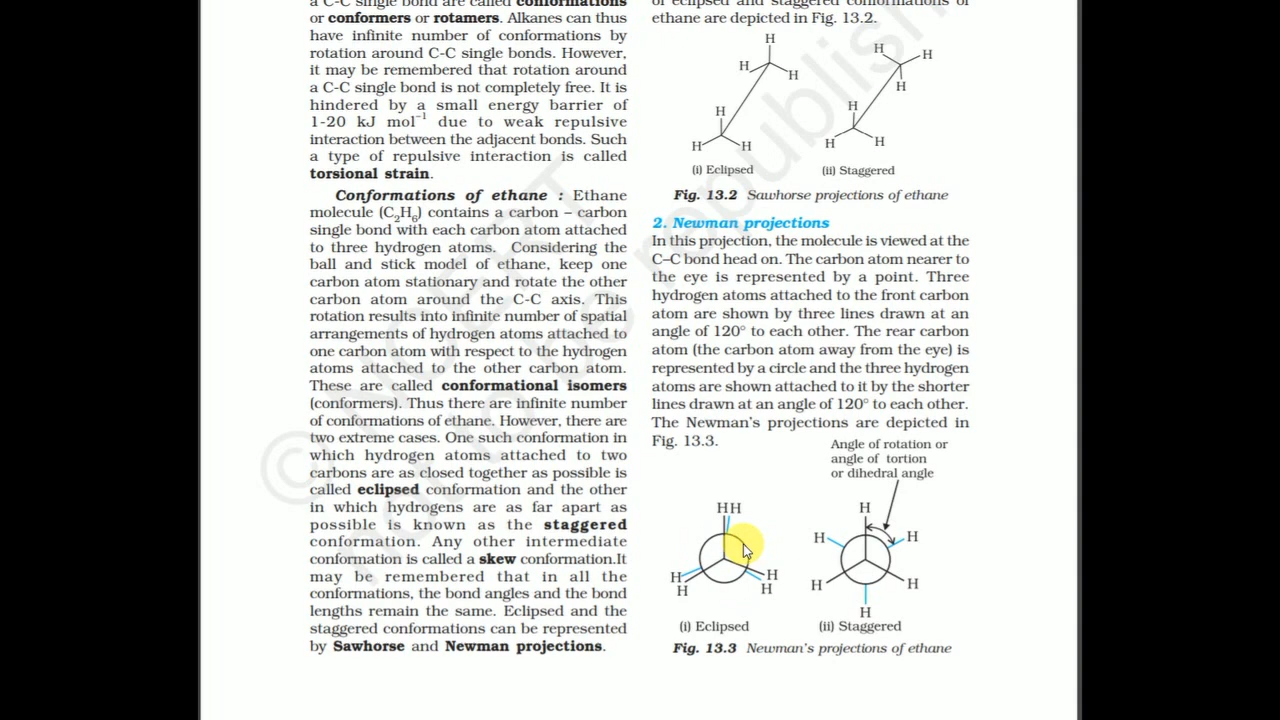 a C-C single bond are called conformations
or conformers or rotamers. Alkanes can thus
have infinite number of conformations by
rotation around C-C single bonds. However,
it may be remembered that rotation around
a C-C single bond is not completely free. It is
hindered by a small energy barrier of
1-20 kJ mol⁻¹ due to weak repulsive
interaction between the adjacent bonds. Such
a type of repulsive interaction is called
torsional strain.
Conformations of ethane : Ethane
molecule (C₂H₆) contains a carbon – carbon
single bond with each carbon atom attached
to three hydrogen atoms. Considering the
ball and stick model of ethane, keep one
carbon atom stationary and rotate the other
carbon atom around the C-C axis. This
rotation results into infinite number of spatial
arrangements of hydrogen atoms attached to
one carbon atom with respect to the hydrogen
atoms attached to the other carbon atom.
These are called conformational isomers
(conformers). Thus there are infinite number
of conformations of ethane. However, there are
two extreme cases. One such conformation in
which hydrogen atoms attached to two
carbons are as closed together as possible is
called eclipsed conformation and the other
in which hydrogens are as far apart as
possible is known as the staggered
conformation. Any other intermediate
conformation is called a skew conformation.It
may be remembered that in all the
conformations, the bond angles and the bond
lengths remain the same. Eclipsed and the
staggered conformations can be represented
by Sawhorse and Newman projections.
of eclipsed and staggered conformations of
ethane are depicted in Fig. 13.2.
H H H
H H H
H H
H H H H
(i) Eclipsed (ii) Staggered
Fig. 13.2 Sawhorse projections of ethane
2. Newman projections
In this projection, the molecule is viewed at the
C–C bond head on. The carbon atom nearer to
the eye is represented by a point. Three
hydrogen atoms attached to the front carbon
atom are shown by three lines drawn at an
angle of 120° to each other. The rear carbon
atom (the carbon atom away from the eye) is
represented by a circle and the three hydrogen
atoms are shown attached to it by the shorter
lines drawn at an angle of 120° to each other.
The Newman's projections are depicted in
Fig. 13.3.
Angle of rotation or
angle of tortion
or dihedral angle
H H H
H H
H H H H
H H
H
(i) Eclipsed (ii) Staggered
Fig. 13.3 Newman's projections of ethane
© NCERT
not to be republish